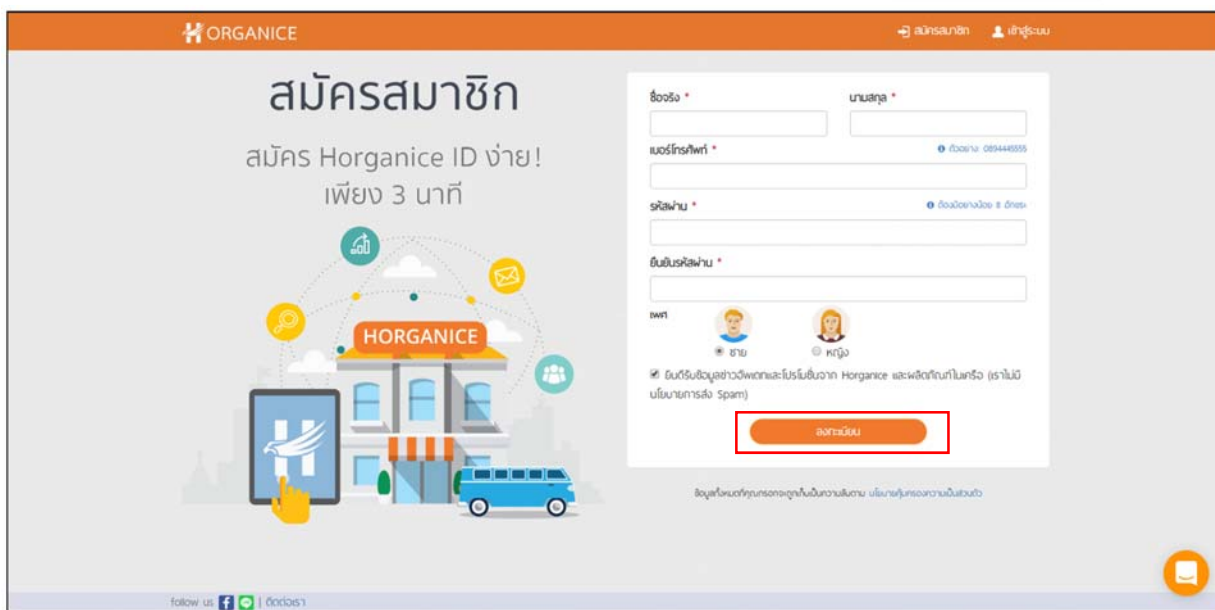 HORGANICE
สมัครสมาชิก เข้าสู่ระบบ
สมัครสมาชิก
สมัคร Horganice ID ง่าย!
เพียง 3 นาที
HORGANICE
H
ชื่อจริง * นามสกุล *
เบอร์โทรศัพท์ * ตัวอย่าง 0894445555
รหัสผ่าน * ต้องมีอย่างน้อย 8 อักขระ
ยืนยันรหัสผ่าน *
เพศ
ชาย หญิง
ยินดีรับข้อมูลข่าวอัพเดทและโปรโมชั่นจาก Horganice และผลิตภัณฑ์ในเครือ (เราไม่มี
นโยบายการส่ง Spam)
ลงทะเบียน
ข้อมูลทั้งหมดที่คุณกรอกจะถูกเก็บเป็นความลับตาม นโยบายคุ้มครองความเป็นส่วนตัว
follow us | ติดต่อเรา